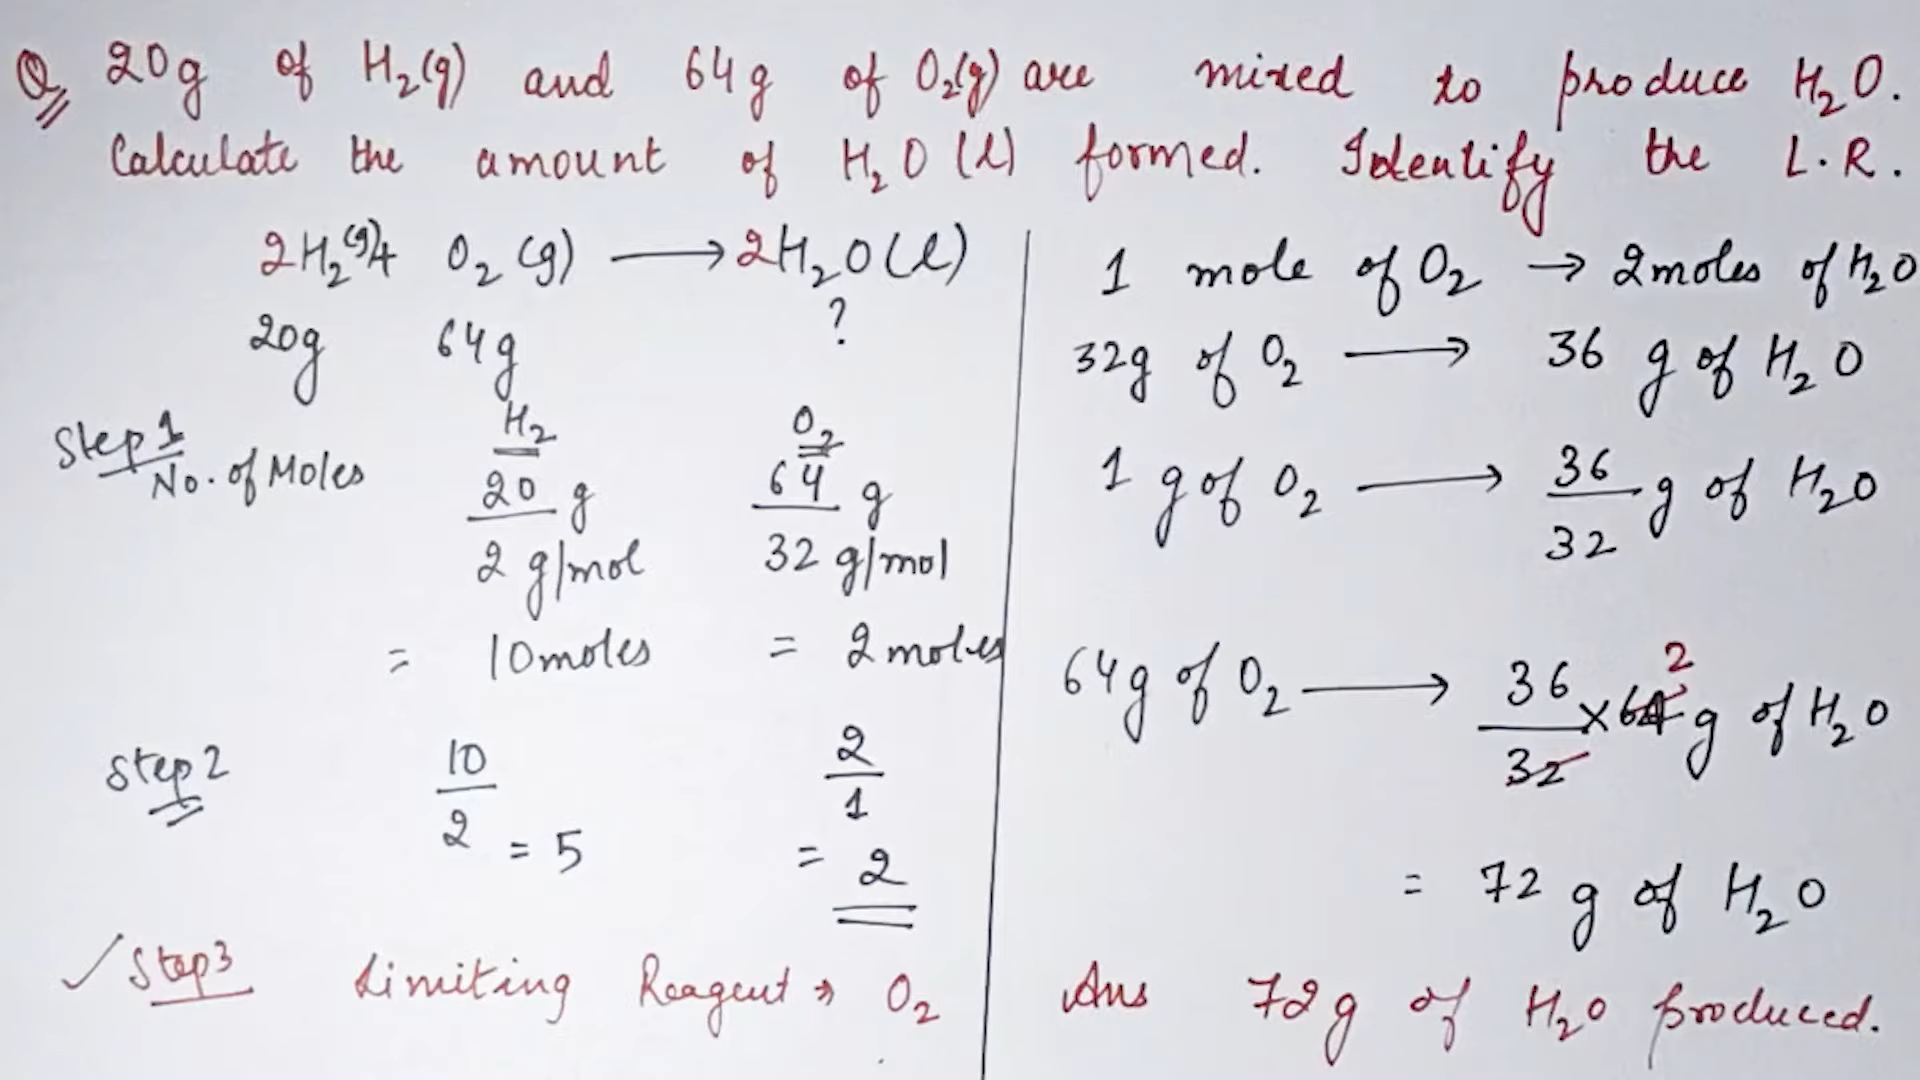 Q 20g of H₂(g) and 64g of O₂(g) are mixed to produce H₂O.
Calculate the amount of H₂O(l) formed. Identify the L.R.
2H₂(g) + O₂(g) ⟶ 2H₂O(l)
20g 64g ?
Step 1
H₂ O₂
No. of Moles 20 g / 2 g/mol 64 g / 32 g/mol
= 10 moles = 2 moles
Step 2 10/2 = 5 2/1 = 2
✓ Step 3 Limiting Reagent → O₂
1 mole of O₂ → 2 moles of H₂O
32g of O₂ ⟶ 36 g of H₂O
1 g of O₂ ⟶ 36/32 g of H₂O
64g of O₂ ⟶ 36/32 × 64 2 g of H₂O
= 72 g of H₂O
Ans 72g of H₂O produced.